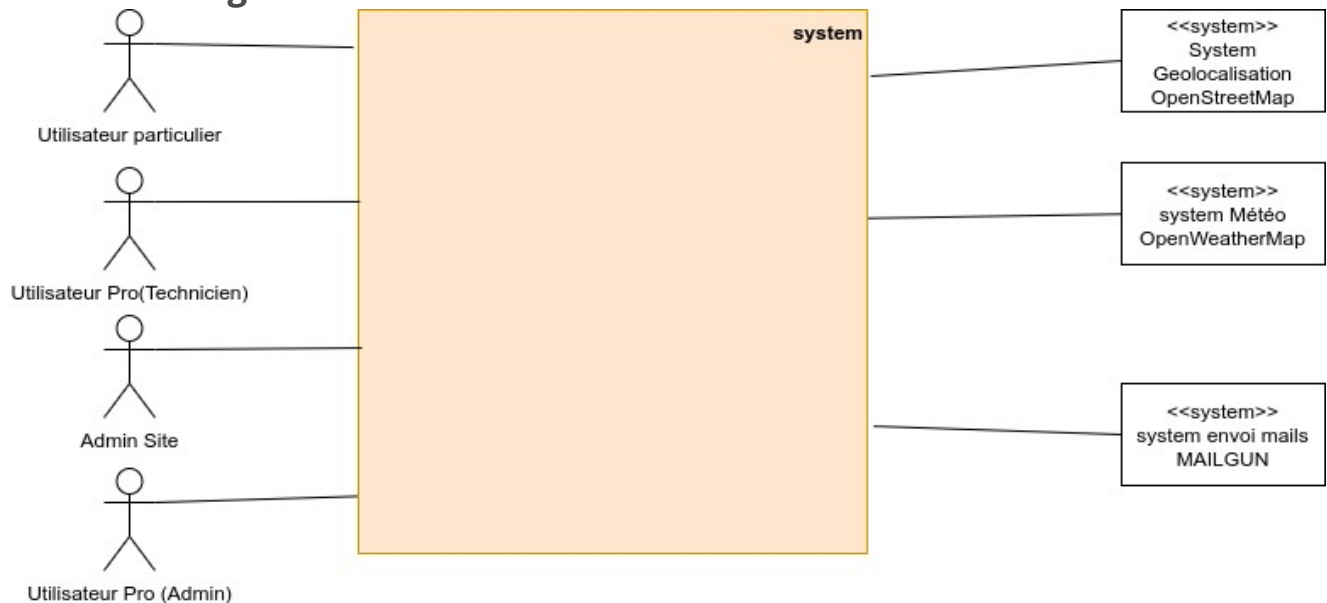 system
Utilisateur particulier
Utilisateur Pro(Technicien)
Admin Site
Utilisateur Pro (Admin)
<<system>>
System
Geolocalisation
OpenStreetMap
<<system>>
system Météo
OpenWeatherMap
<<system>>
system envoi mails
MAILGUN